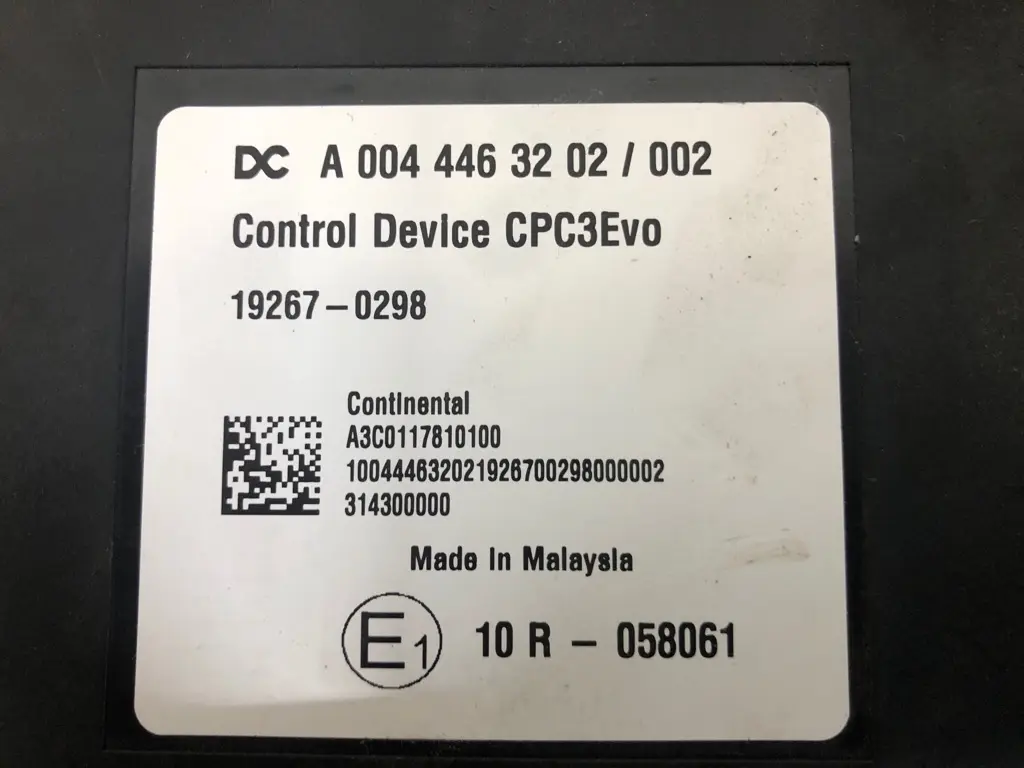 DC A 004 446 32 02 / 002
Control Device CPC3Evo
19267-0298
Continental
A3C0117810100
100444632021926700298000002
314300000
Made in Malaysia
E1 10 R - 058061